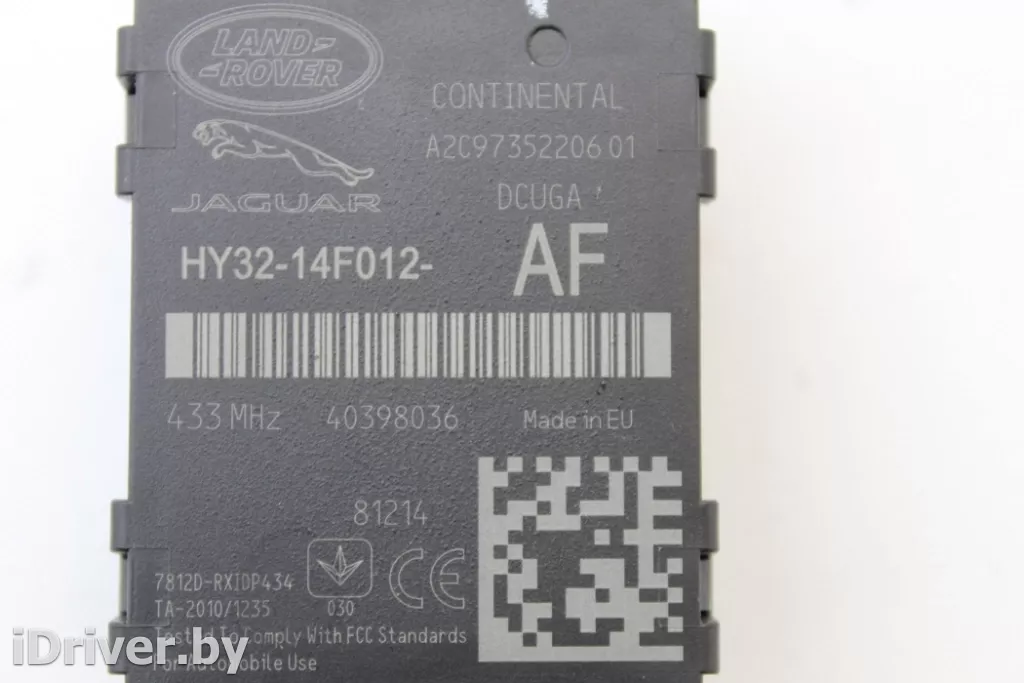 LAND-
-ROVER
JAGUAR
CONTINENTAL
A2C97352206 01
DCUGA
HY32-14F012- AF
433 MHz 40398036 Made in EU
81214
030
CE
7812D-RXIDP434
TA-2010/1235
Tested To Comply With FCC Standards
For Automobile Use
iDriver.by